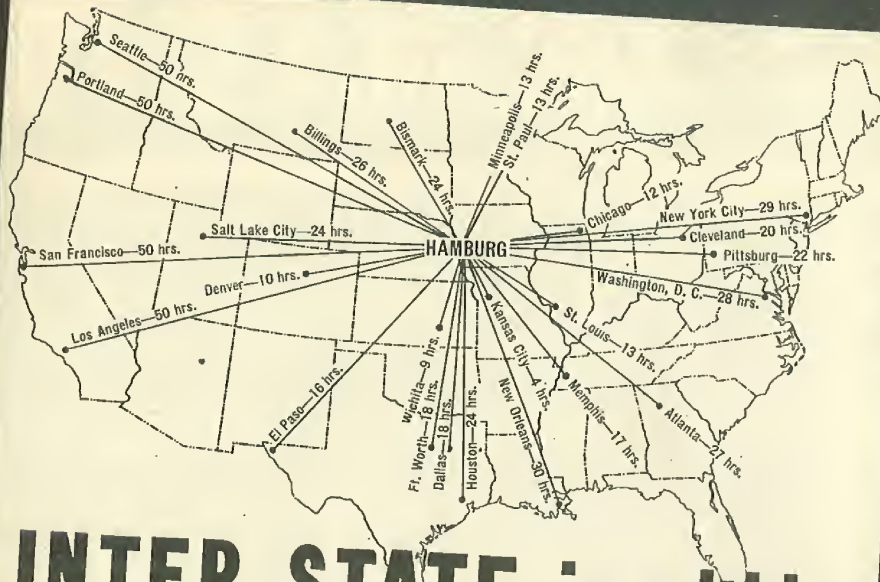 Seattle—50 hrs.
Portland—50 hrs.
Billings—26 hrs.
Bismark—24 hrs.
Minneapolis—13 hrs.
St. Paul—13 hrs.
Chicago—12 hrs.
New York City—29 hrs.
Cleveland—20 hrs.
Pittsburg—22 hrs.
Washington, D. C.—28 hrs.
Salt Lake City—24 hrs.
HAMBURG
San Francisco—50 hrs.
Denver—10 hrs.
Los Angeles—50 hrs.
El Paso—16 hrs.
Wichita—9 hrs.
Ft. Worth—18 hrs.
Dallas—18 hrs.
Houston—24 hrs.
New Orleans—30 hrs.
Kansas City—4 hrs.
St. Louis—13 hrs.
Memphis—17 hrs.
Atlanta—27 hrs.
INTER STATE